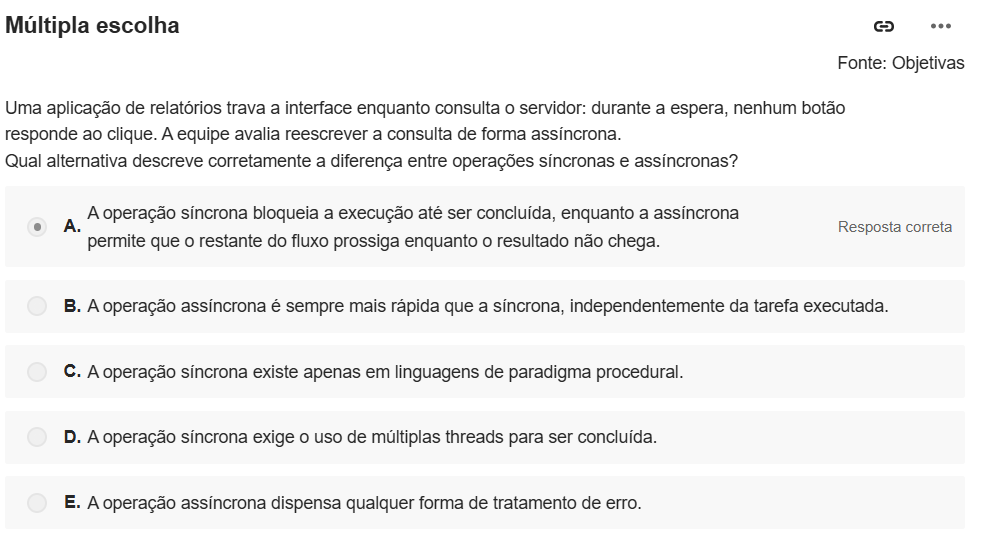 Múltipla escolha
Fonte: Objetivas
Uma aplicação de relatórios trava a interface enquanto consulta o servidor: durante a espera, nenhum botão
responde ao clique. A equipe avalia reescrever a consulta de forma assíncrona.
Qual alternativa descreve corretamente a diferença entre operações síncronas e assíncronas?
A. A operação síncrona bloqueia a execução até ser concluída, enquanto a assíncrona
permite que o restante do fluxo prossiga enquanto o resultado não chega.
Resposta correta
B. A operação assíncrona é sempre mais rápida que a síncrona, independentemente da tarefa executada.
C. A operação síncrona existe apenas em linguagens de paradigma procedural.
D. A operação síncrona exige o uso de múltiplas threads para ser concluída.
E. A operação assíncrona dispensa qualquer forma de tratamento de erro.